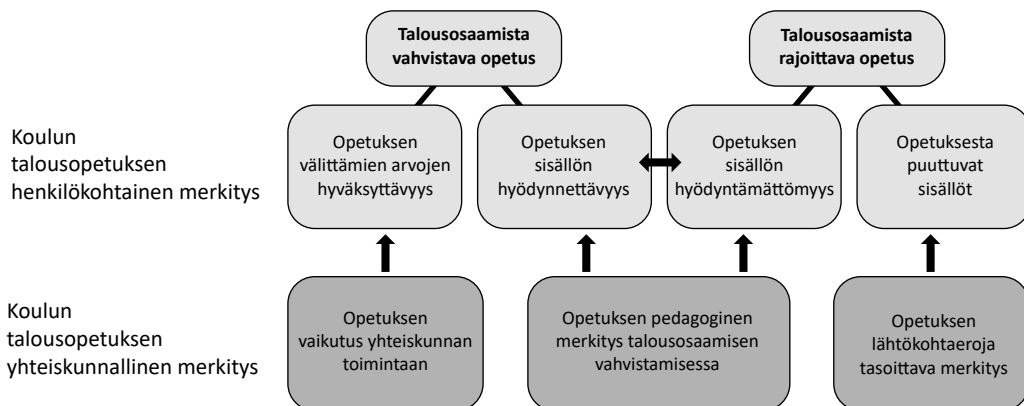 Talousosaamista
vahvistava opetus
Talousosaamista
rajoittava opetus
Koulun
talousopetuksen
henkilökohtainen merkitys
Opetuksen
välittämien arvojen
hyväksyttävyys
Opetuksen
sisällön
hyödynnettävyys
Opetuksen
sisällön
hyödyntämättömyys
Opetuksesta
puuttuvat
sisällöt
Koulun
talousopetuksen
yhteiskunnallinen merkitys
Opetuksen
vaikutus yhteiskunnan
toimintaan
Opetuksen pedagoginen
merkitys talousosaamisen
vahvistamisessa
Opetuksen
lähtökohtaeroja
tasoittava merkitys